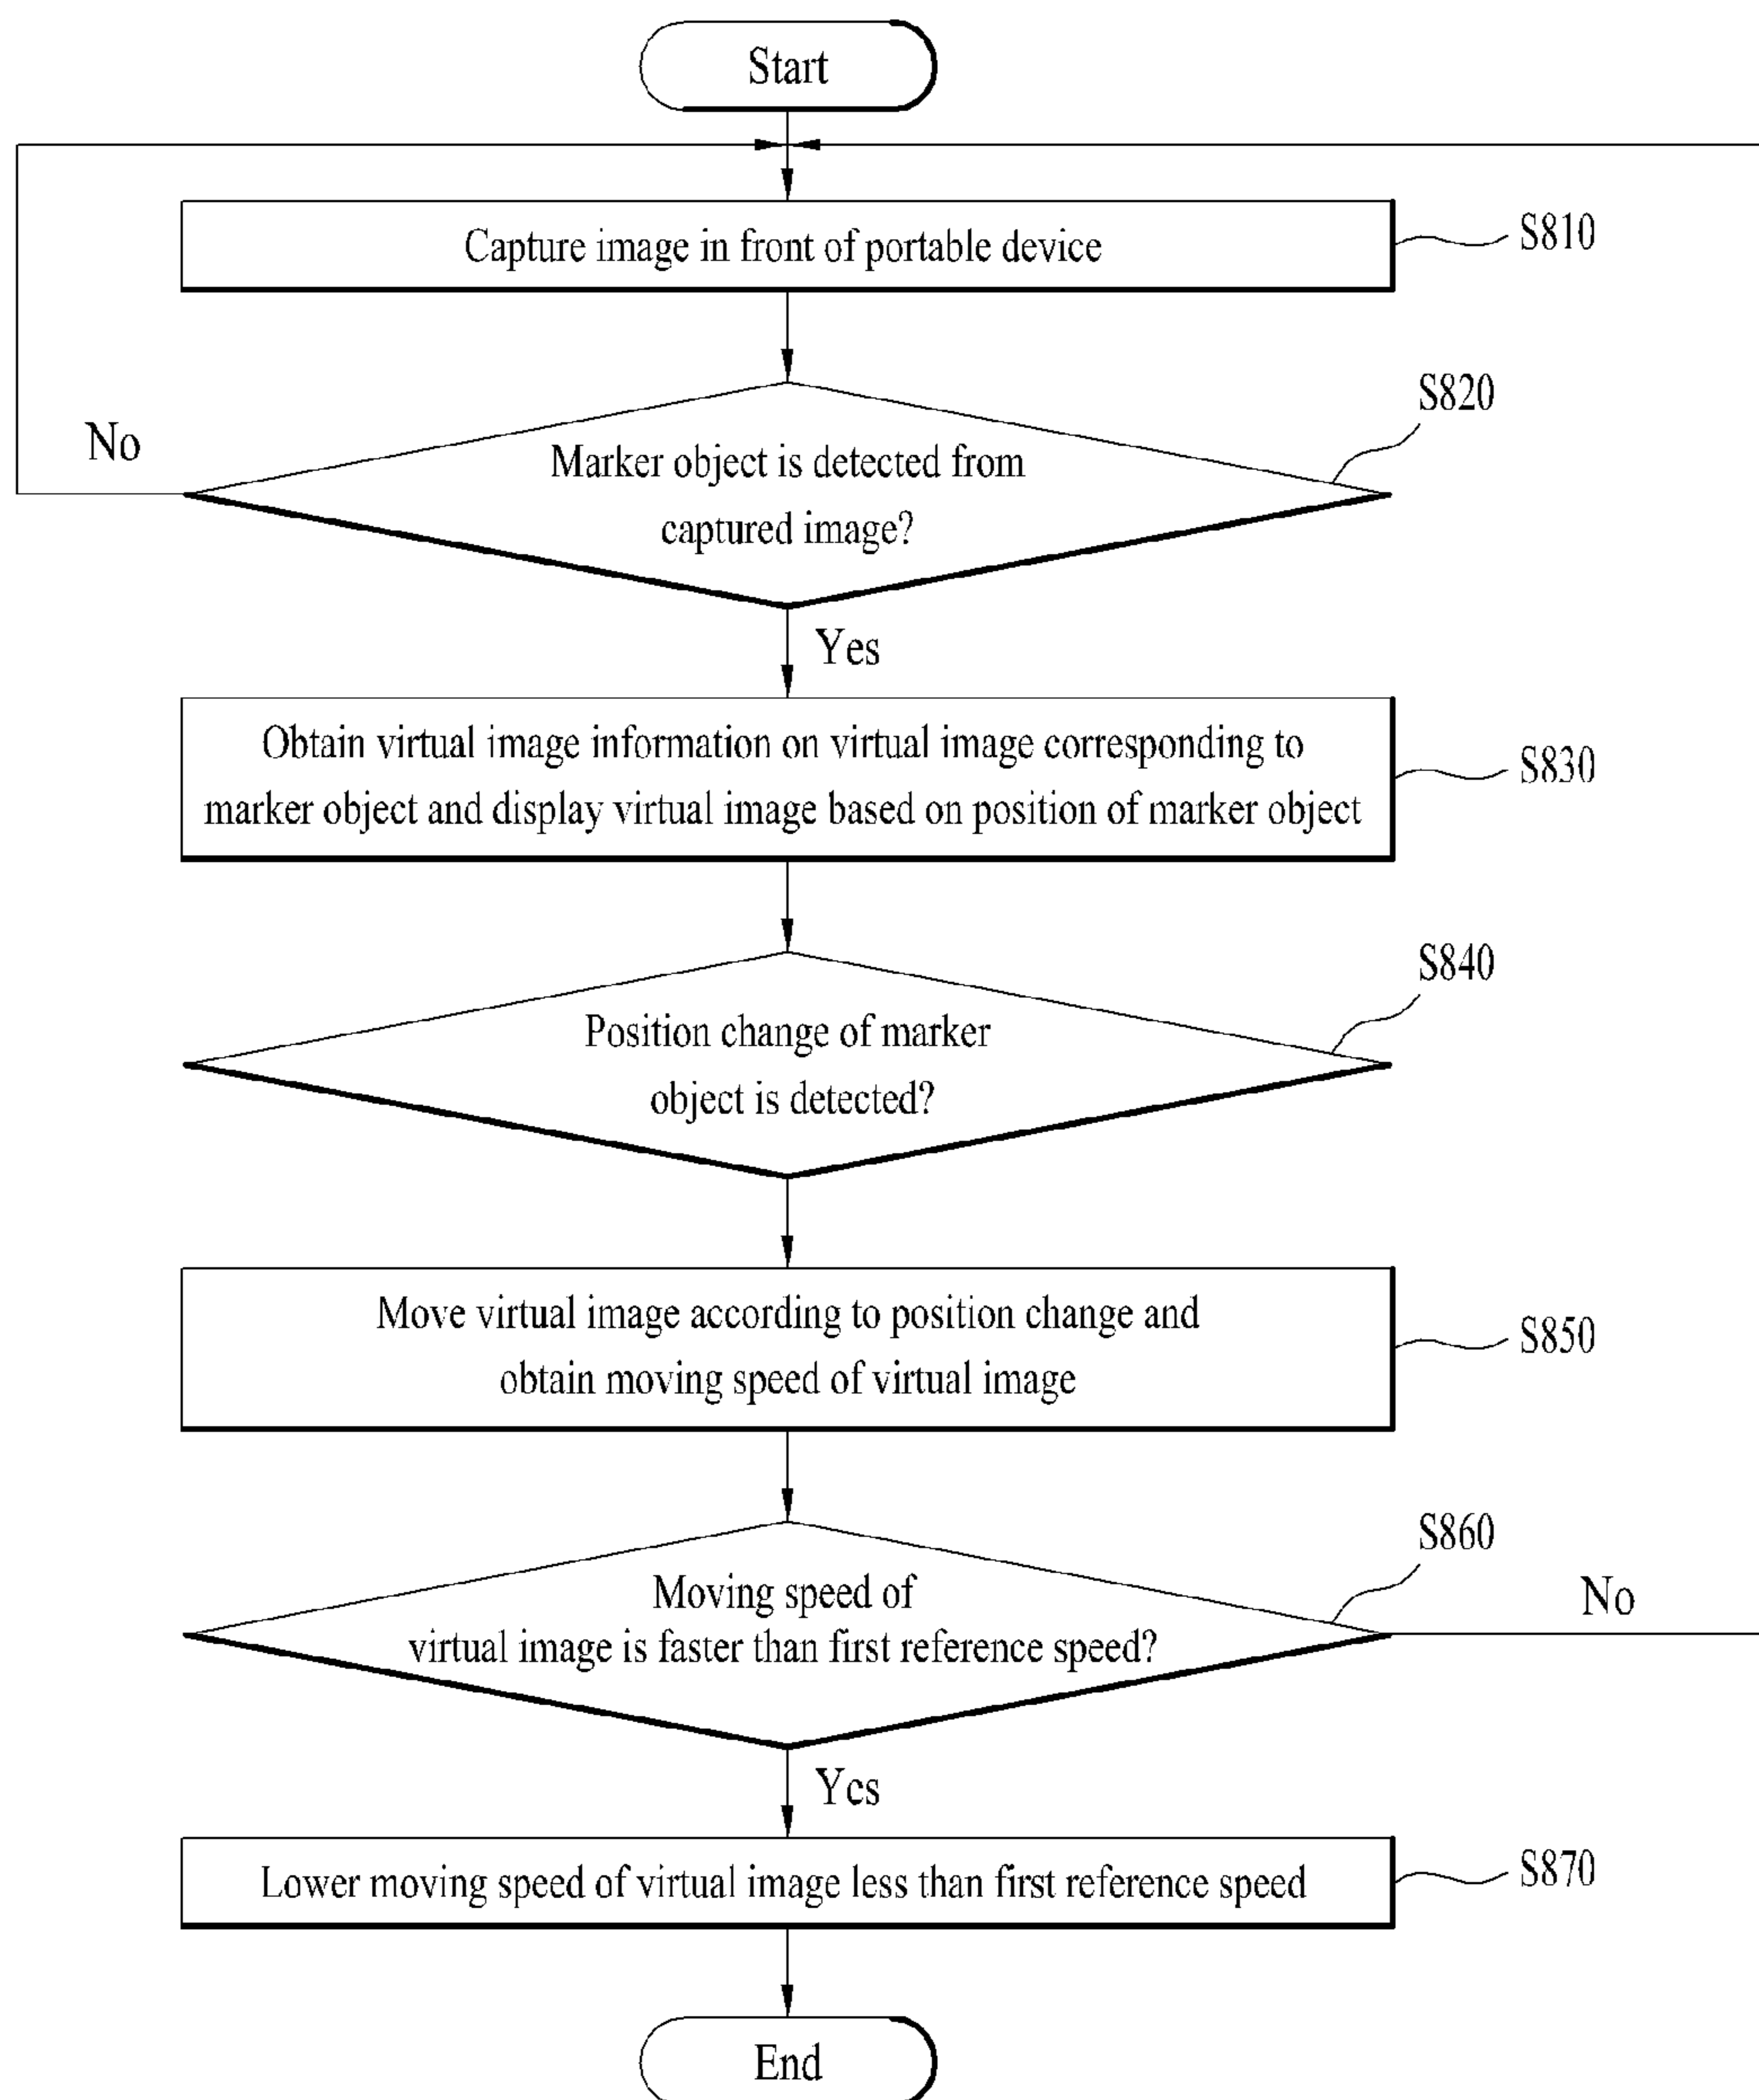 Start
Capture image in front of portable device
S810
S820
No
Marker object is detected from
captured image?
Yes
Obtain virtual image information on virtual image corresponding to
marker object and display virtual image based on position of marker object
S830
S840
Position change of marker
object is detected?
Move virtual image according to position change and
obtain moving speed of virtual image
S850
S860
No
Moving speed of
virtual image is faster than first reference speed?
Yes
Lower moving speed of virtual image less than first reference speed
S870
End